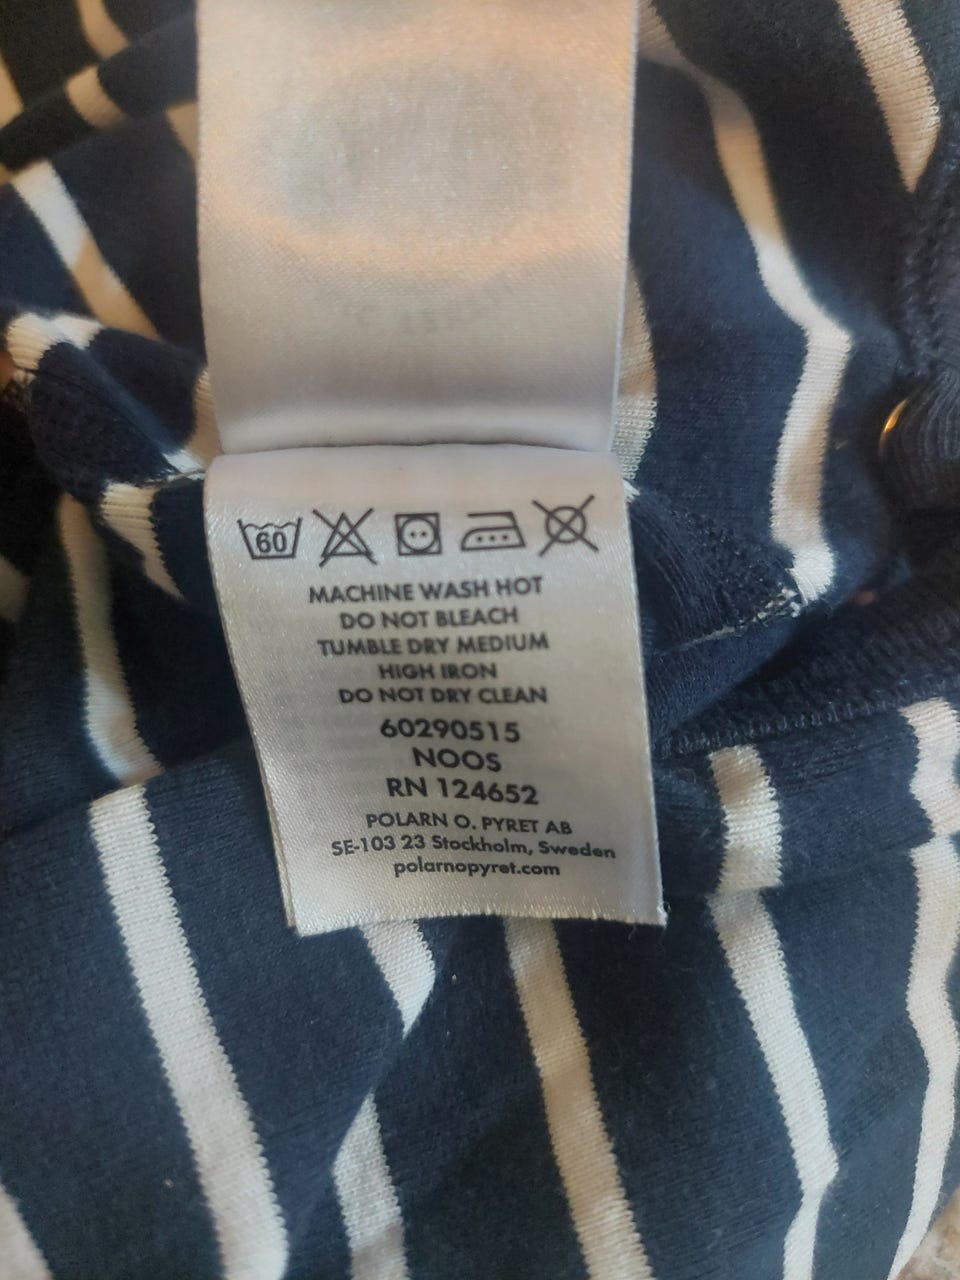 60
MACHINE WASH HOT
DO NOT BLEACH
TUMBLE DRY MEDIUM
HIGH IRON
DO NOT DRY CLEAN
60290515
NOOS
RN 124652
POLARN O. PYRET AB
SE-103 23 Stockholm, Sweden
polarnopyret.com